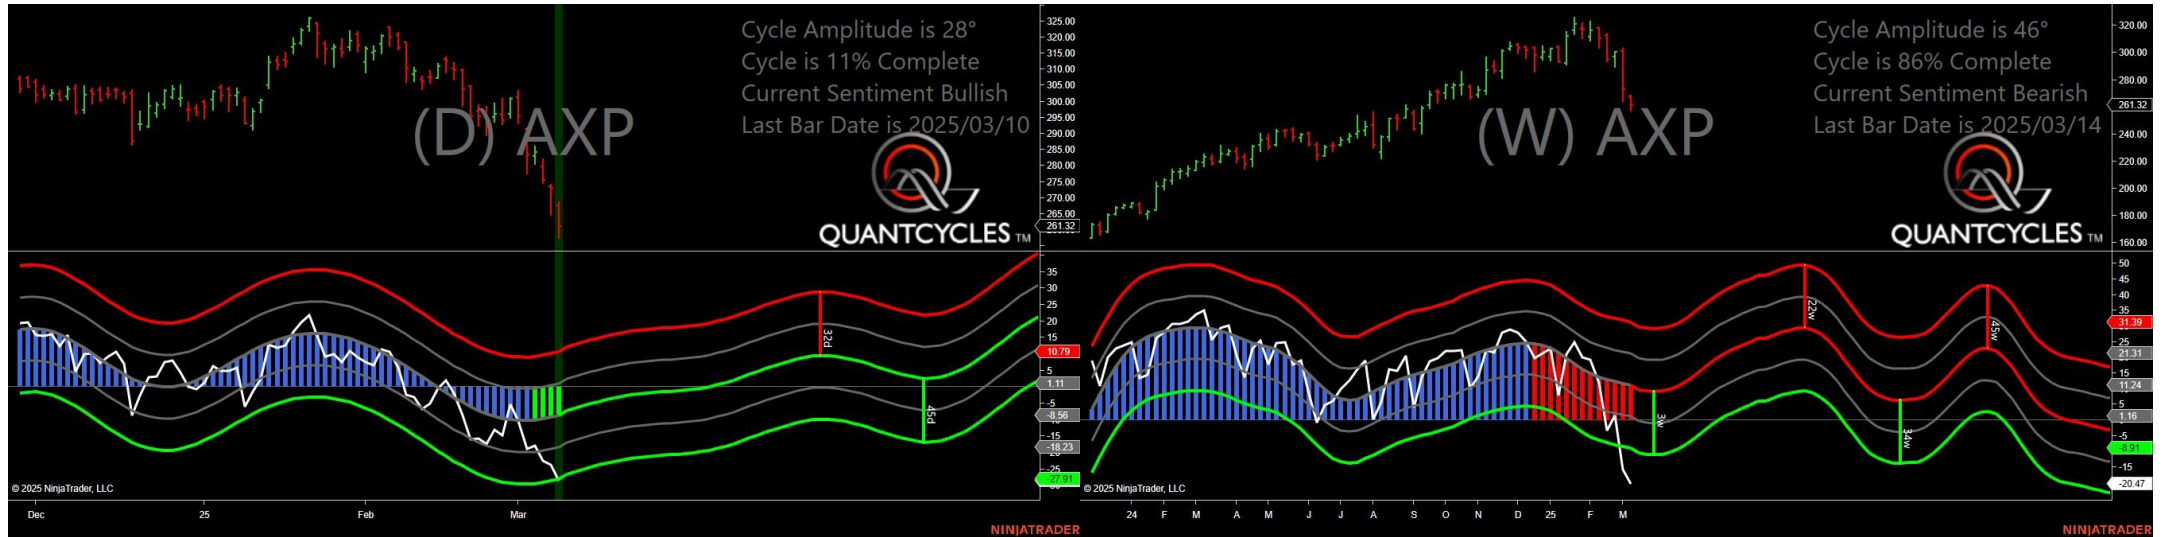 Cycle Amplitude is 28°
Cycle is 11% Complete
Current Sentiment Bullish
Last Bar Date is 2025/03/10
(D) AXP
QUANTCYCLES TM
325.00
320.00
315.00
310.00
305.00
300.00
295.00
290.00
285.00
280.00
275.00
270.00
265.00
261.32
35
30
25
20
15
10.79
5
1.11
-5
-8.56
-15
-18.23
-25
-27.91
32d
45d
© 2025 NinjaTrader, LLC
Dec
25
Feb
Mar
NINJATRADER
Cycle Amplitude is 46°
Cycle is 86% Complete
Current Sentiment Bearish
Last Bar Date is 2025/03/14
(W) AXP
QUANTCYCLES TM
320.00
300.00
280.00
261.32
240.00
220.00
200.00
180.00
160.00
50
45
40
35
31.39
25
21.31
15
11.24
5
1.16
-5
-8.91
-15
-20.47
22w
45w
3w
34w
© 2025 NinjaTrader, LLC
24
F
M
A
M
J
J
A
S
O
N
D
25
F
M
NINJATRADER